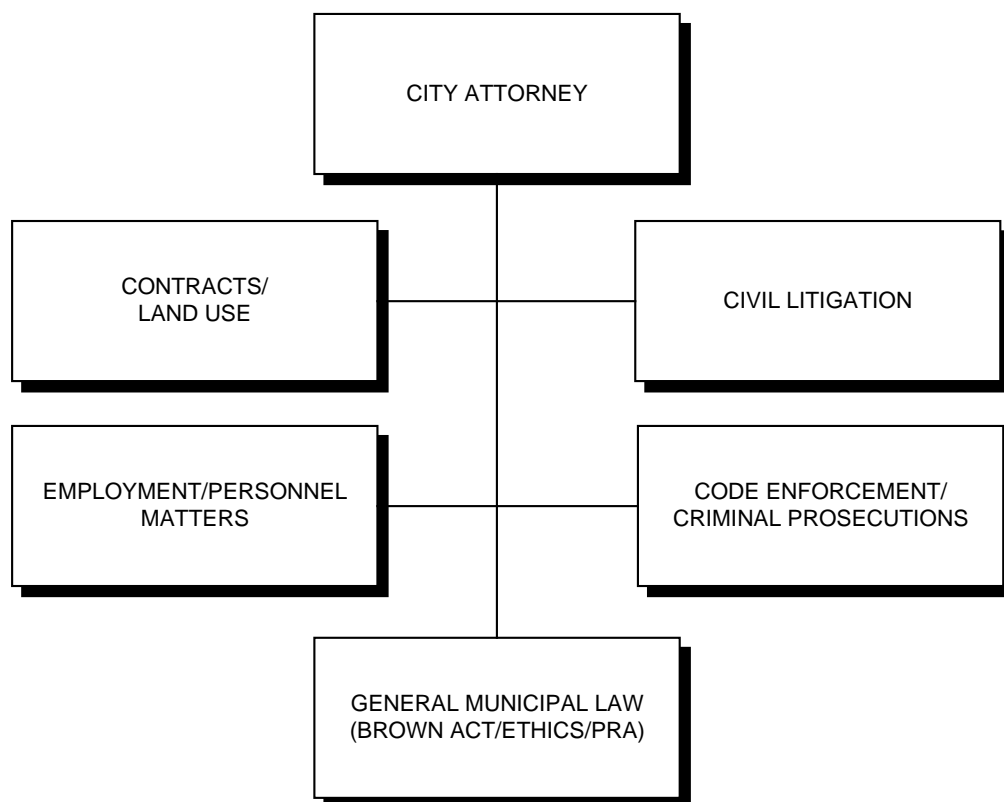 CITY ATTORNEY
CONTRACTS/
LAND USE
CIVIL LITIGATION
EMPLOYMENT/PERSONNEL
MATTERS
CODE ENFORCEMENT/
CRIMINAL PROSECUTIONS
GENERAL MUNICIPAL LAW
(BROWN ACT/ETHICS/PRA)